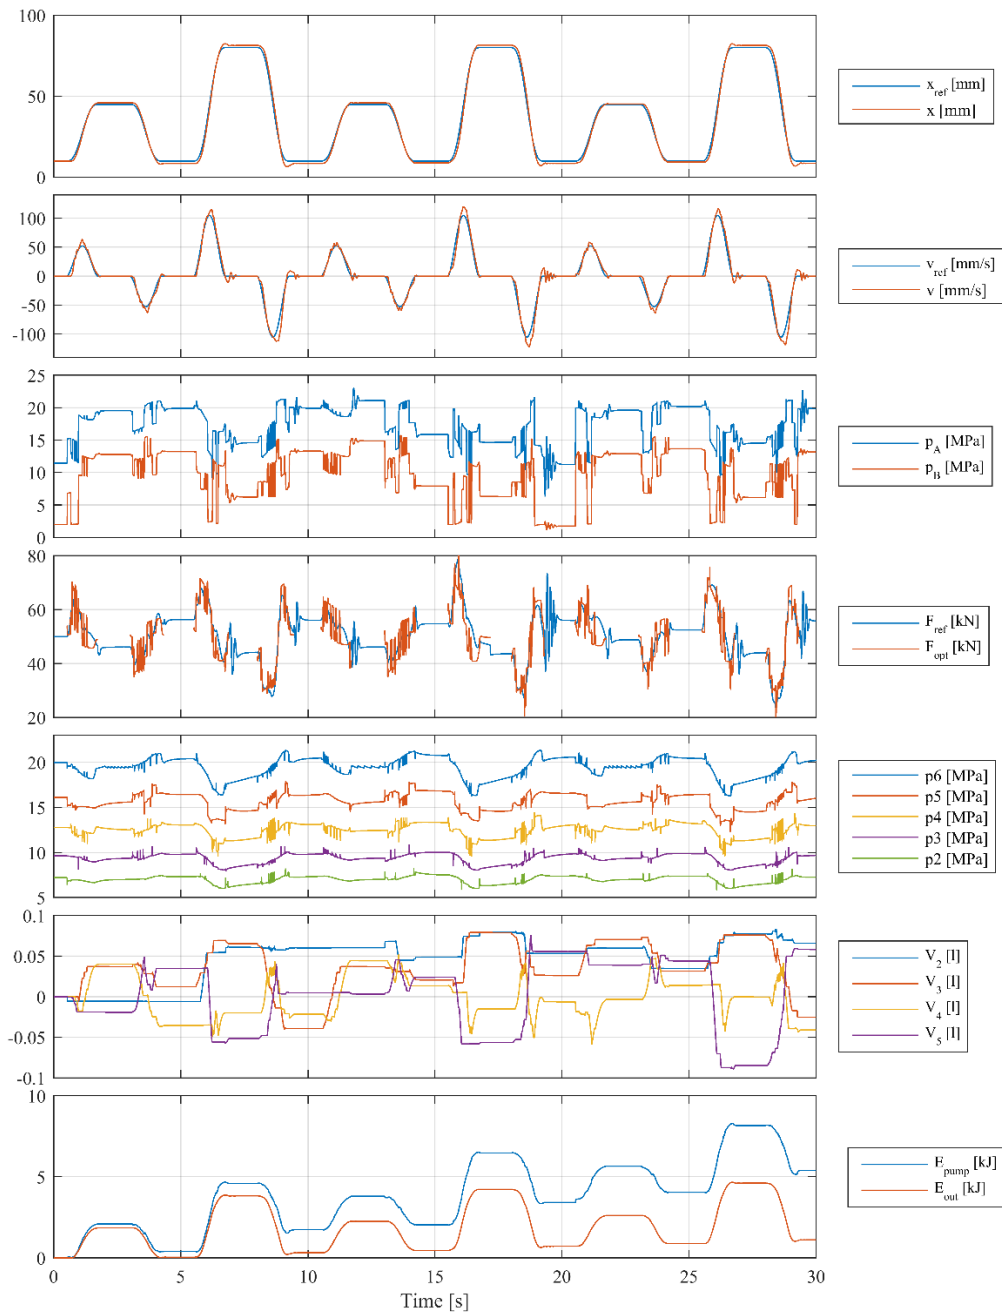 100
50
0
x_ref [mm]
x [mm]
100
50
0
-50
-100
v_ref [mm/s]
v [mm/s]
25
20
15
10
5
0
p_A [MPa]
p_B [MPa]
80
60
40
20
F_ref [kN]
F_opt [kN]
20
15
10
5
p6 [MPa]
p5 [MPa]
p4 [MPa]
p3 [MPa]
p2 [MPa]
0.1
0.05
0
-0.05
-0.1
V_2 [l]
V_3 [l]
V_4 [l]
V_5 [l]
10
5
0
E_pump [kJ]
E_out [kJ]
0 5 10 15 20 25 30
Time [s]